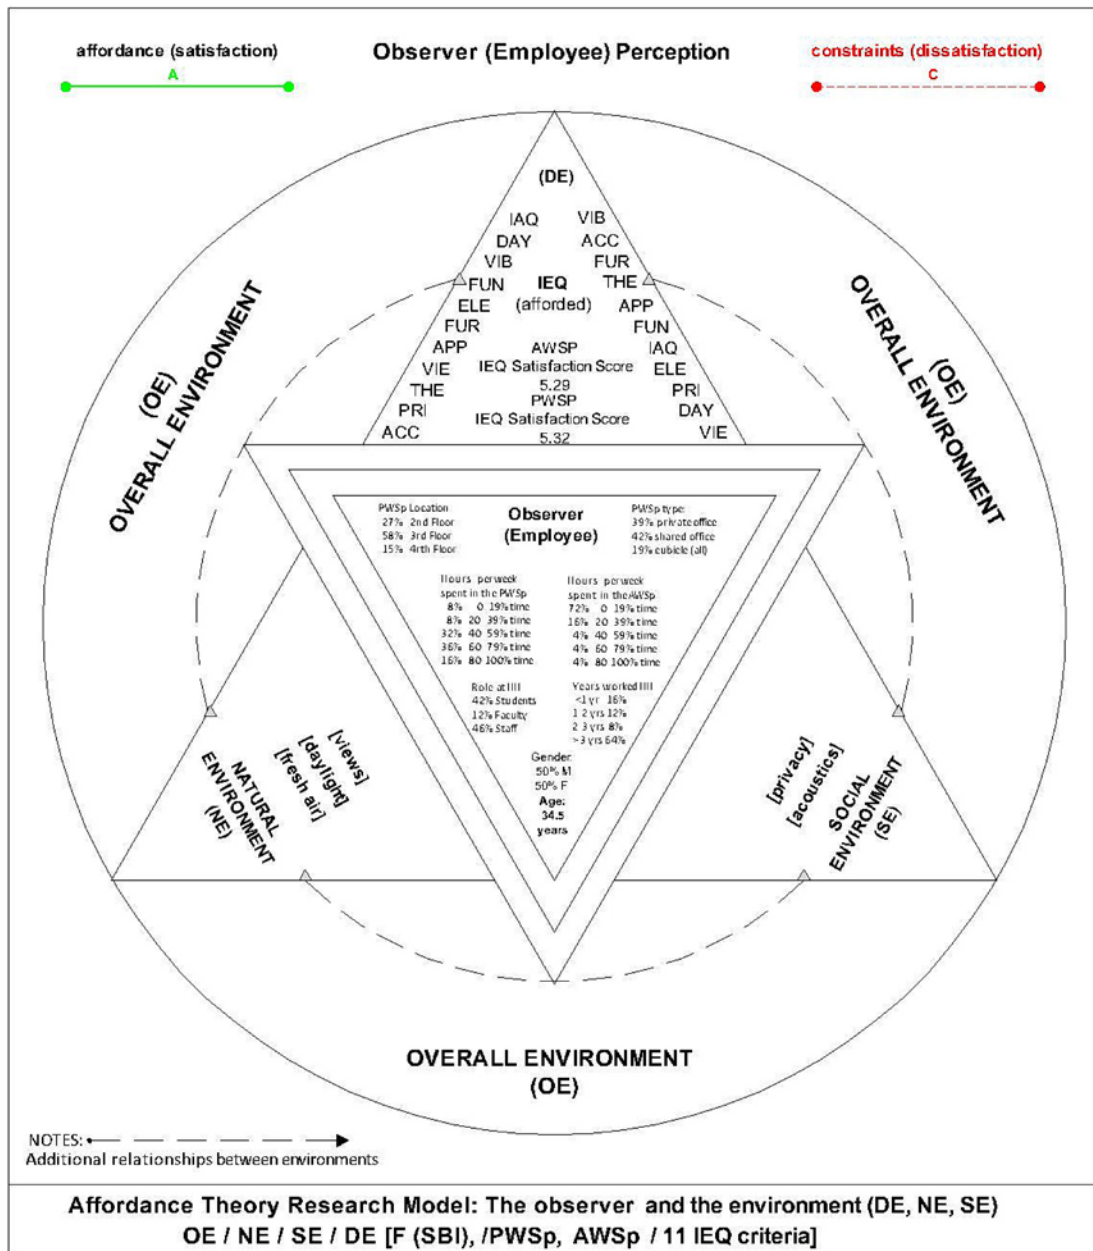 affordance (satisfaction)
A
Observer (Employee) Perception
constraints (dissatisfaction)
C
(DE)
IAQ VIB
DAY ACC
VIB FUR
FUN IEQ THE
ELE (afforded) APP
FUR FUN
APP AWSP IAQ
VIE IEQ Satisfaction Score ELE
THE 5.29 PRI
PRI PWSP DAY
IEQ Satisfaction Score
ACC 5.32 VIE
(OE)
OVERALL ENVIRONMENT
(OE)
OVERALL ENVIRONMENT
PWSp Location
27% 2nd Floor
58% 3rd Floor
15% 4rth Floor
Observer
(Employee)
PWSp type:
39% private office
42% shared office
19% cubicle (all)
Hours per week
spent in the PWSp
8% 0 19% time
8% 20 39% time
32% 40 59% time
36% 60 79% time
16% 80 100% time
Hours per week
spent in the AWSp
72% 0 19% time
16% 20 39% time
4% 40 59% time
4% 60 79% time
4% 80 100% time
Role at
42% Students
12% Faculty
46% Staff
Years worked
<1 yr 16%
1 2 yrs 12%
2 3 yrs 8%
>3 yrs 64%
Gender:
50% M
50% F
Age:
34.5
years
[views]
[daylight]
[fresh air]
NATURAL
ENVIRONMENT
(NE)
[privacy]
[acoustics]
SOCIAL
ENVIRONMENT
(SE)
OVERALL ENVIRONMENT
(OE)
NOTES:
Additional relationships between environments
Affordance Theory Research Model: The observer and the environment (DE, NE, SE)
OE / NE / SE / DE [F (SBI), /PWSp, AWSp / 11 IEQ criteria]